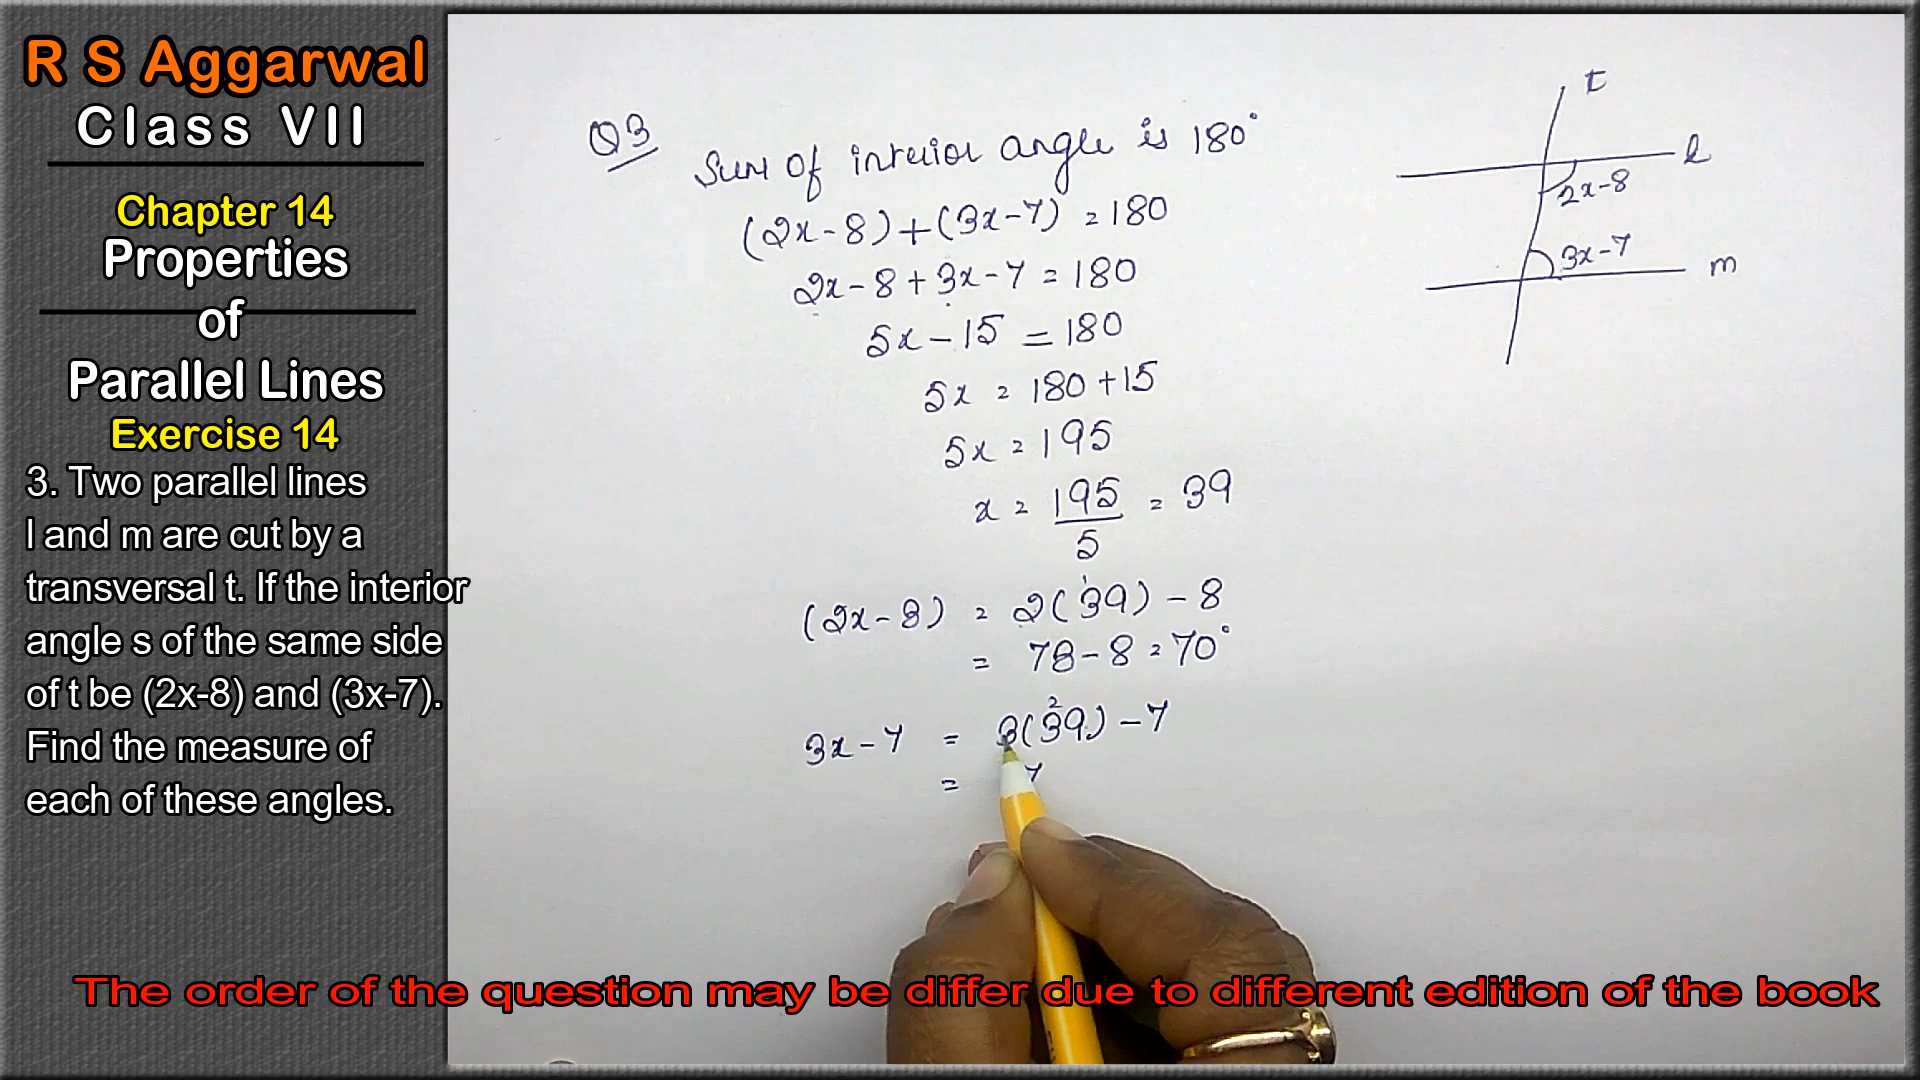 R S Aggarwal
Class VII
Chapter 14
Properties
of
Parallel Lines
Exercise 14
3. Two parallel lines
l and m are cut by a
transversal t. If the interior
angle s of the same side
of t be (2x-8) and (3x-7).
Find the measure of
each of these angles.
Q3
Sum of interior angle is 180°
(2x-8)+(3x-7) = 180
2x-8+3x-7 = 180
5x-15 = 180
5x = 180+15
5x = 195
x = 195/5 = 39
(2x-8) = 2(39)-8
= 78-8 = 70°
3x-7 = 3(39)-7
= 7
t
l
2x-8
3x-7
m
The order of the question may be differ due to different edition of the book